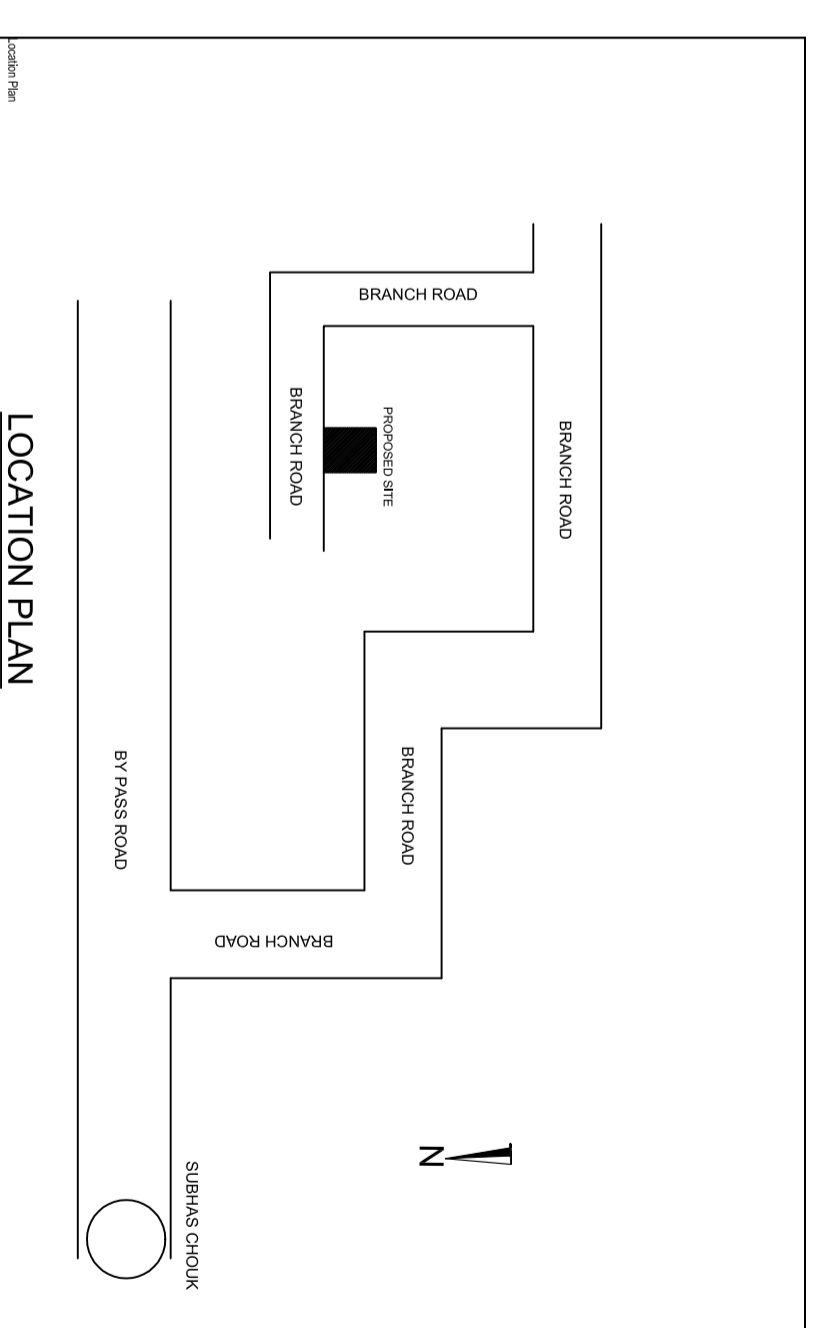 BRANCH ROAD
BRANCH ROAD
PROPOSED SITE
BRANCH ROAD
BRANCH ROAD
BRANCH ROAD
BY PASS ROAD
SUBHAS CHOUK
N
LOCATION PLAN
Location Plan